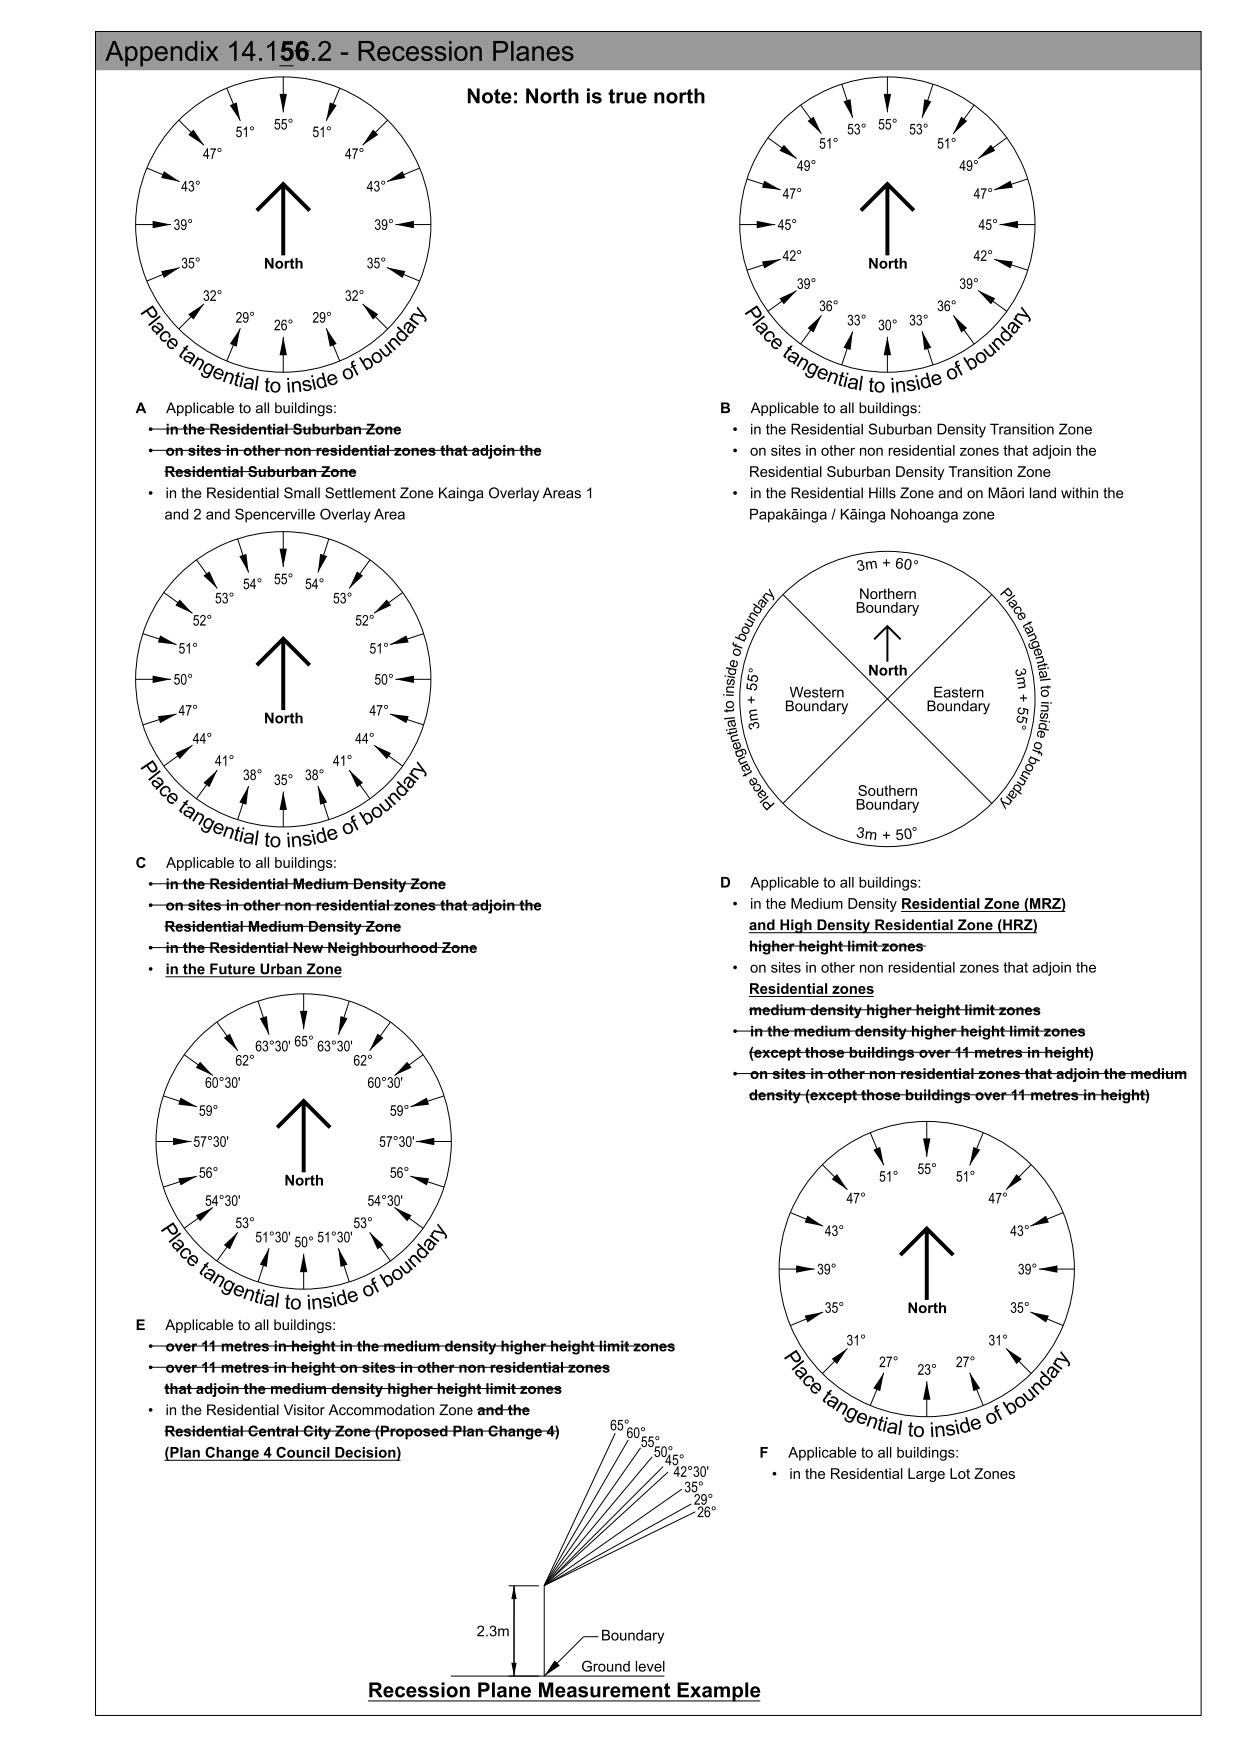 Appendix 14.156.2 - Recession Planes
Note: North is true north
55°
51° 51°
47° 47°
43° 43°
39° 39°
35° 35°
32° 32°
29° 29°
26°
North
Place tangential to inside of boundary
A Applicable to all buildings:
• in the Residential Suburban Zone
• on sites in other non residential zones that adjoin the
Residential Suburban Zone
• in the Residential Small Settlement Zone Kainga Overlay Areas 1
and 2 and Spencerville Overlay Area
53° 55° 53°
51° 51°
49° 49°
47° 47°
45° 45°
42° 42°
39° 39°
36° 36°
33° 30° 33°
North
Place tangential to inside of boundary
B Applicable to all buildings:
• in the Residential Suburban Density Transition Zone
• on sites in other non residential zones that adjoin the
Residential Suburban Density Transition Zone
• in the Residential Hills Zone and on Māori land within the
Papakāinga / Kāinga Nohoanga zone
54° 55° 54°
53° 53°
52° 52°
51° 51°
50° 50°
47° 47°
44° 44°
41° 41°
38° 35° 38°
North
Place tangential to inside of boundary
C Applicable to all buildings:
• in the Residential Medium Density Zone
• on sites in other non residential zones that adjoin the
Residential Medium Density Zone
• in the Residential New Neighbourhood Zone
• in the Future Urban Zone
3m + 60°
Northern
Boundary
North
Place tangential to inside of boundary
3m + 55°
Western
Boundary
Eastern
Boundary
3m + 55°
Place tangential to inside of boundary
Southern
Boundary
3m + 50°
D Applicable to all buildings:
• in the Medium Density Residential Zone (MRZ)
and High Density Residential Zone (HRZ)
higher height limit zones
• on sites in other non residential zones that adjoin the
Residential zones
medium density higher height limit zones
• in the medium density higher height limit zones
(except those buildings over 11 metres in height)
• on sites in other non residential zones that adjoin the medium
density (except those buildings over 11 metres in height)
63°30' 65° 63°30'
62° 62°
60°30' 60°30'
59° 59°
57°30' 57°30'
56° 56°
54°30' 54°30'
53° 53°
51°30' 50° 51°30'
North
Place tangential to inside of boundary
E Applicable to all buildings:
• over 11 metres in height in the medium density higher height limit zones
• over 11 metres in height on sites in other non residential zones
that adjoin the medium density higher height limit zones
• in the Residential Visitor Accommodation Zone and the
Residential Central City Zone (Proposed Plan Change 4)
(Plan Change 4 Council Decision)
55°
51° 51°
47° 47°
43° 43°
39° 39°
35° 35°
31° 31°
27° 27°
23°
North
Place tangential to inside of boundary
F Applicable to all buildings:
• in the Residential Large Lot Zones
65°
60°
55°
50°
45°
42°30'
35°
29°
26°
2.3m
Boundary
Ground level
Recession Plane Measurement Example